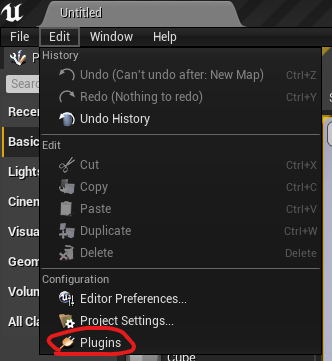 Untitled
File Edit Window Help
P
History
Undo (Can't undo after: New Map) Ctrl+Z
Redo (Nothing to redo) Ctrl+Y
Undo History
Edit
Cut Ctrl+X
Copy Ctrl+C
Paste Ctrl+V
Duplicate Ctrl+W
Delete Delete
Configuration
Editor Preferences...
Project Settings...
Plugins
Sear
Recen
Basic
Lights
Cinem
Visua
Geom
Volun
All Cla
Cube